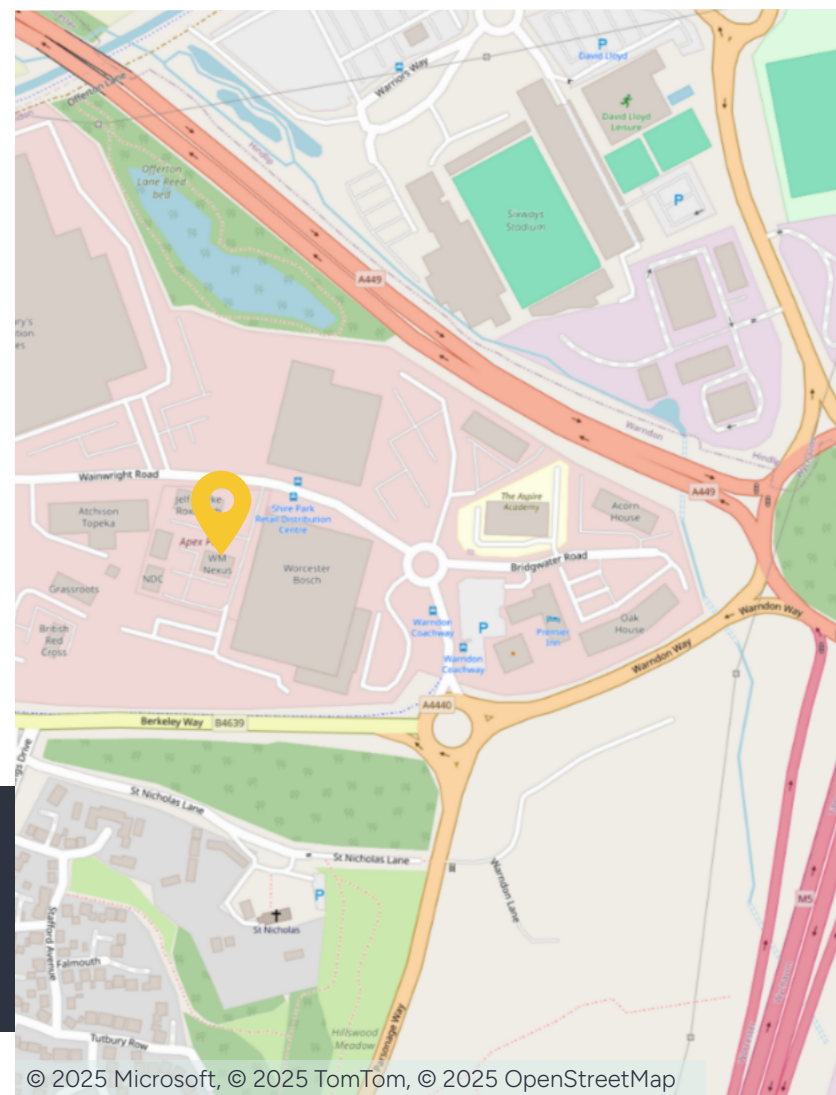 David Lloyd
Warriors Way
Offerton Lane
David Lloyd
Leisure
Hindlip
Offerton
Lane Reed
bed
P
P
Sixways
Stadium
A449
Warndon
Hindlip
A449
Wainwright Road
Atchison
Topeka
Shire Park
Retail Distribution
Centre
The Aspire
Academy
Acorn
House
WM
Nexus
NDC
Worcester
Bosch
Bridgwater Road
Grassroots
British
Red
Cross
Warndon
Coachway
P
Premier
Inn
Oak
House
Warndon
Coachway
Warndon Way
Warndon Way
A4440
Berkeley Way
B4639
St Nicholas Lane
St Nicholas Lane
Warndon Lane
P
St Nicholas
M5
Stafford Avenue
Falmouth
Tutbury Row
Hillswood
Meadow
Parsonage Way
© 2025 Microsoft, © 2025 TomTom, © 2025 OpenStreetMap